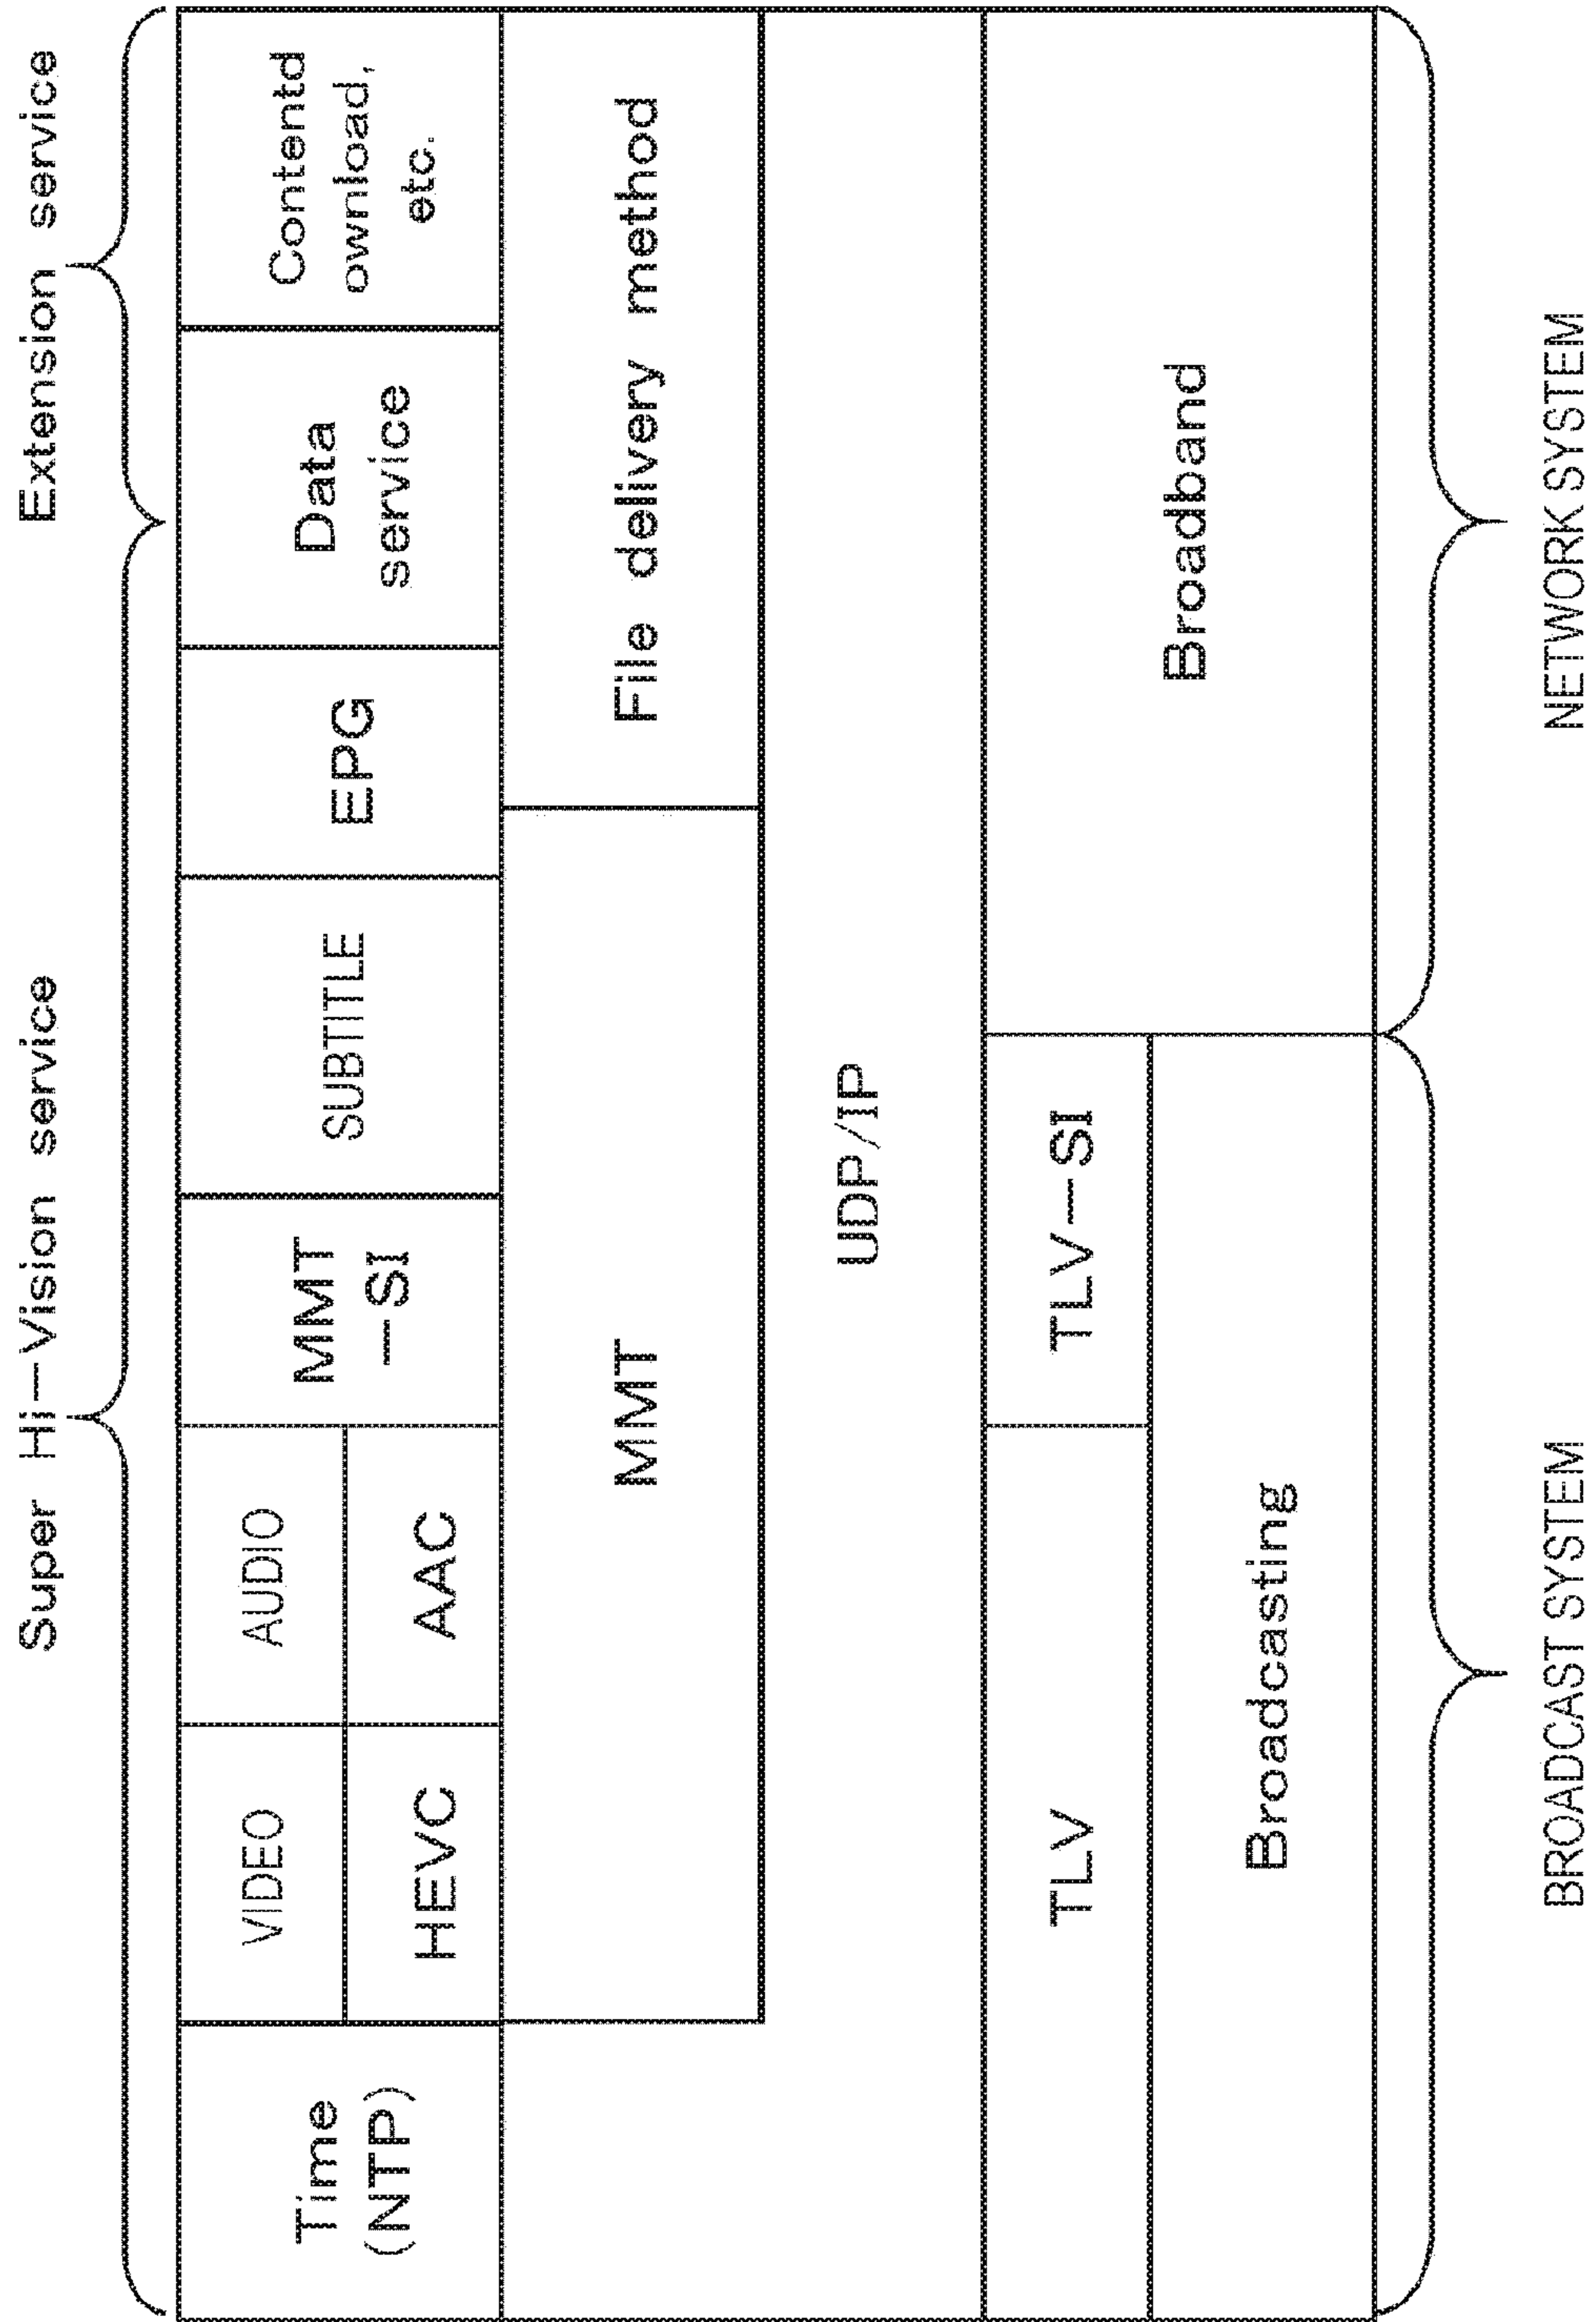 Super Hi—Vision service
Extension service
Time
(NTP)
VIDEO
HEVC
AUDIO
AAC
MMT
—SI
SUBTITLE
EPG
Data
service
Contentd
ownload,
etc.
MMT
File delivery method
UDP/IP
TLV
TLV—SI
Broadcasting
Broadband
BROADCAST SYSTEM
NETWORK SYSTEM